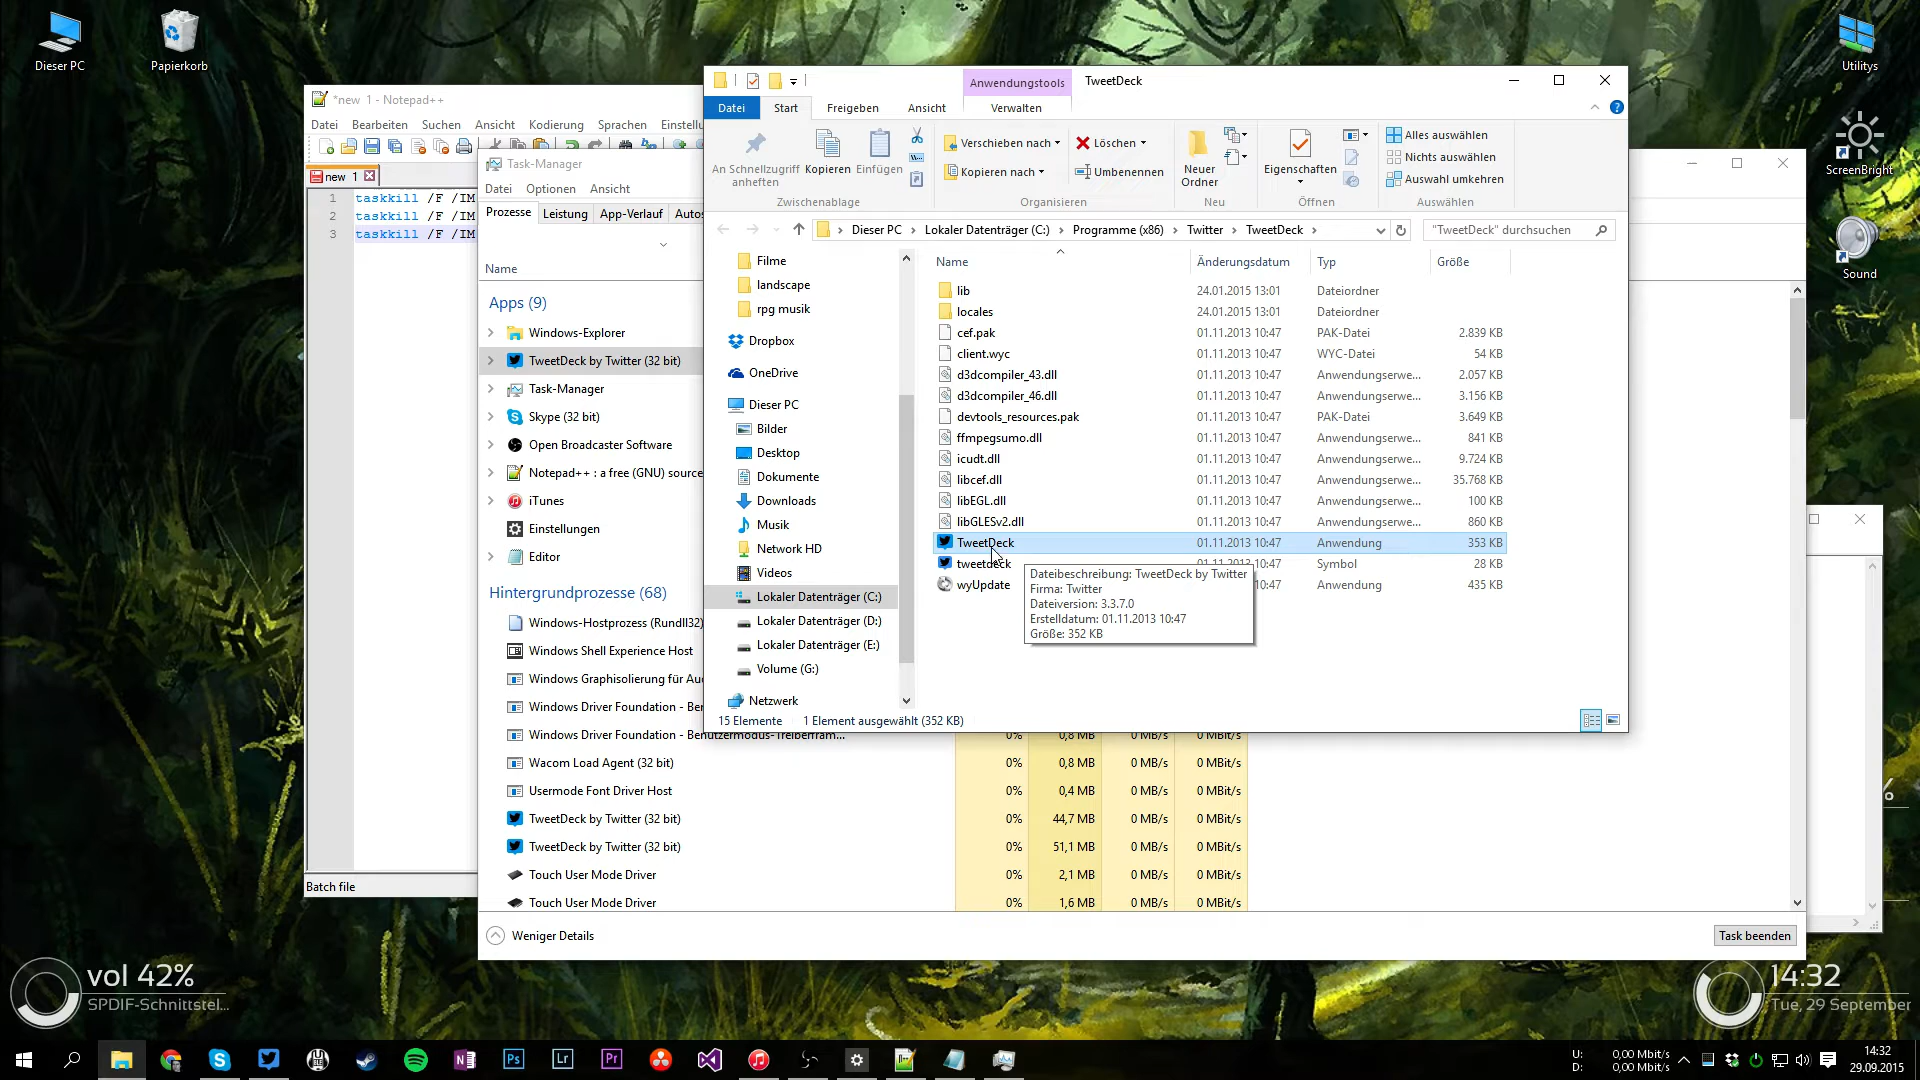 Dieser PC
Papierkorb
Utilitys
ScreenBright
Sound
*new 1 - Notepad++
Datei Bearbeiten Suchen Ansicht Kodierung Sprachen Einstellu
new 1
1 taskkill /F /IM
2 taskkill /F /IM
3 taskkill /F /IM
Batch file
Task-Manager
Datei Optionen Ansicht
Prozesse Leistung App-Verlauf Autos
Name
Apps (9)
Windows-Explorer
TweetDeck by Twitter (32 bit)
Task-Manager
Skype (32 bit)
Open Broadcaster Software
Notepad++ : a free (GNU) source
iTunes
Einstellungen
Editor
Hintergrundprozesse (68)
Windows-Hostprozess (Rundll32)
Windows Shell Experience Host
Windows Graphisolierung für Au
Windows Driver Foundation - Ber
Windows Driver Foundation - Benutzermodus-Treiberfram... 0% 0,8 MB 0 MB/s 0 MBit/s
Wacom Load Agent (32 bit) 0% 0,8 MB 0 MB/s 0 MBit/s
Usermode Font Driver Host 0% 0,4 MB 0 MB/s 0 MBit/s
TweetDeck by Twitter (32 bit) 0% 44,7 MB 0 MB/s 0 MBit/s
TweetDeck by Twitter (32 bit) 0% 51,1 MB 0 MB/s 0 MBit/s
Touch User Mode Driver 0% 2,1 MB 0 MB/s 0 MBit/s
Touch User Mode Driver 0% 1,6 MB 0 MB/s 0 MBit/s
Weniger Details
Task beenden
Anwendungstools TweetDeck
Datei Start Freigeben Ansicht Verwalten
An Schnellzugriff anheften
Kopieren
Einfügen
Zwischenablage
Verschieben nach
Kopieren nach
Löschen
Umbenennen
Organisieren
Neuer Ordner
Neu
Eigenschaften
Öffnen
Alles auswählen
Nichts auswählen
Auswahl umkehren
Auswählen
Dieser PC Lokaler Datenträger (C:) Programme (x86) Twitter TweetDeck
"TweetDeck" durchsuchen
Filme
landscape
rpg musik
Dropbox
OneDrive
Dieser PC
Bilder
Desktop
Dokumente
Downloads
Musik
Network HD
Videos
Lokaler Datenträger (C:)
Lokaler Datenträger (D:)
Lokaler Datenträger (E:)
Volume (G:)
Netzwerk
Name Änderungsdatum Typ Größe
lib 24.01.2015 13:01 Dateiordner
locales 24.01.2015 13:01 Dateiordner
cef.pak 01.11.2013 10:47 PAK-Datei 2.839 KB
client.wyc 01.11.2013 10:47 WYC-Datei 54 KB
d3dcompiler_43.dll 01.11.2013 10:47 Anwendungserwe... 2.057 KB
d3dcompiler_46.dll 01.11.2013 10:47 Anwendungserwe... 3.156 KB
devtools_resources.pak 01.11.2013 10:47 PAK-Datei 3.649 KB
ffmpegsumo.dll 01.11.2013 10:47 Anwendungserwe... 841 KB
icudt.dll 01.11.2013 10:47 Anwendungserwe... 9.724 KB
libcef.dll 01.11.2013 10:47 Anwendungserwe... 35.768 KB
libEGL.dll 01.11.2013 10:47 Anwendungserwe... 100 KB
libGLESv2.dll 01.11.2013 10:47 Anwendungserwe... 860 KB
TweetDeck 01.11.2013 10:47 Anwendung 353 KB
tweetdeck 01.11.2013 10:47 Symbol 28 KB
wyUpdate 10:47 Anwendung 435 KB
Dateibeschreibung: TweetDeck by Twitter
Firma: Twitter
Dateiversion: 3.3.7.0
Erstelldatum: 01.11.2013 10:47
Größe: 352 KB
15 Elemente 1 Element ausgewählt (352 KB)
%
vol 42%
SPDIF-Schnittstel...
14:32
Tue, 29 September
Ps
Lr
Pr
U: 0,00 Mbit/s
D: 0,00 Mbit/s
14:32
29.09.2015